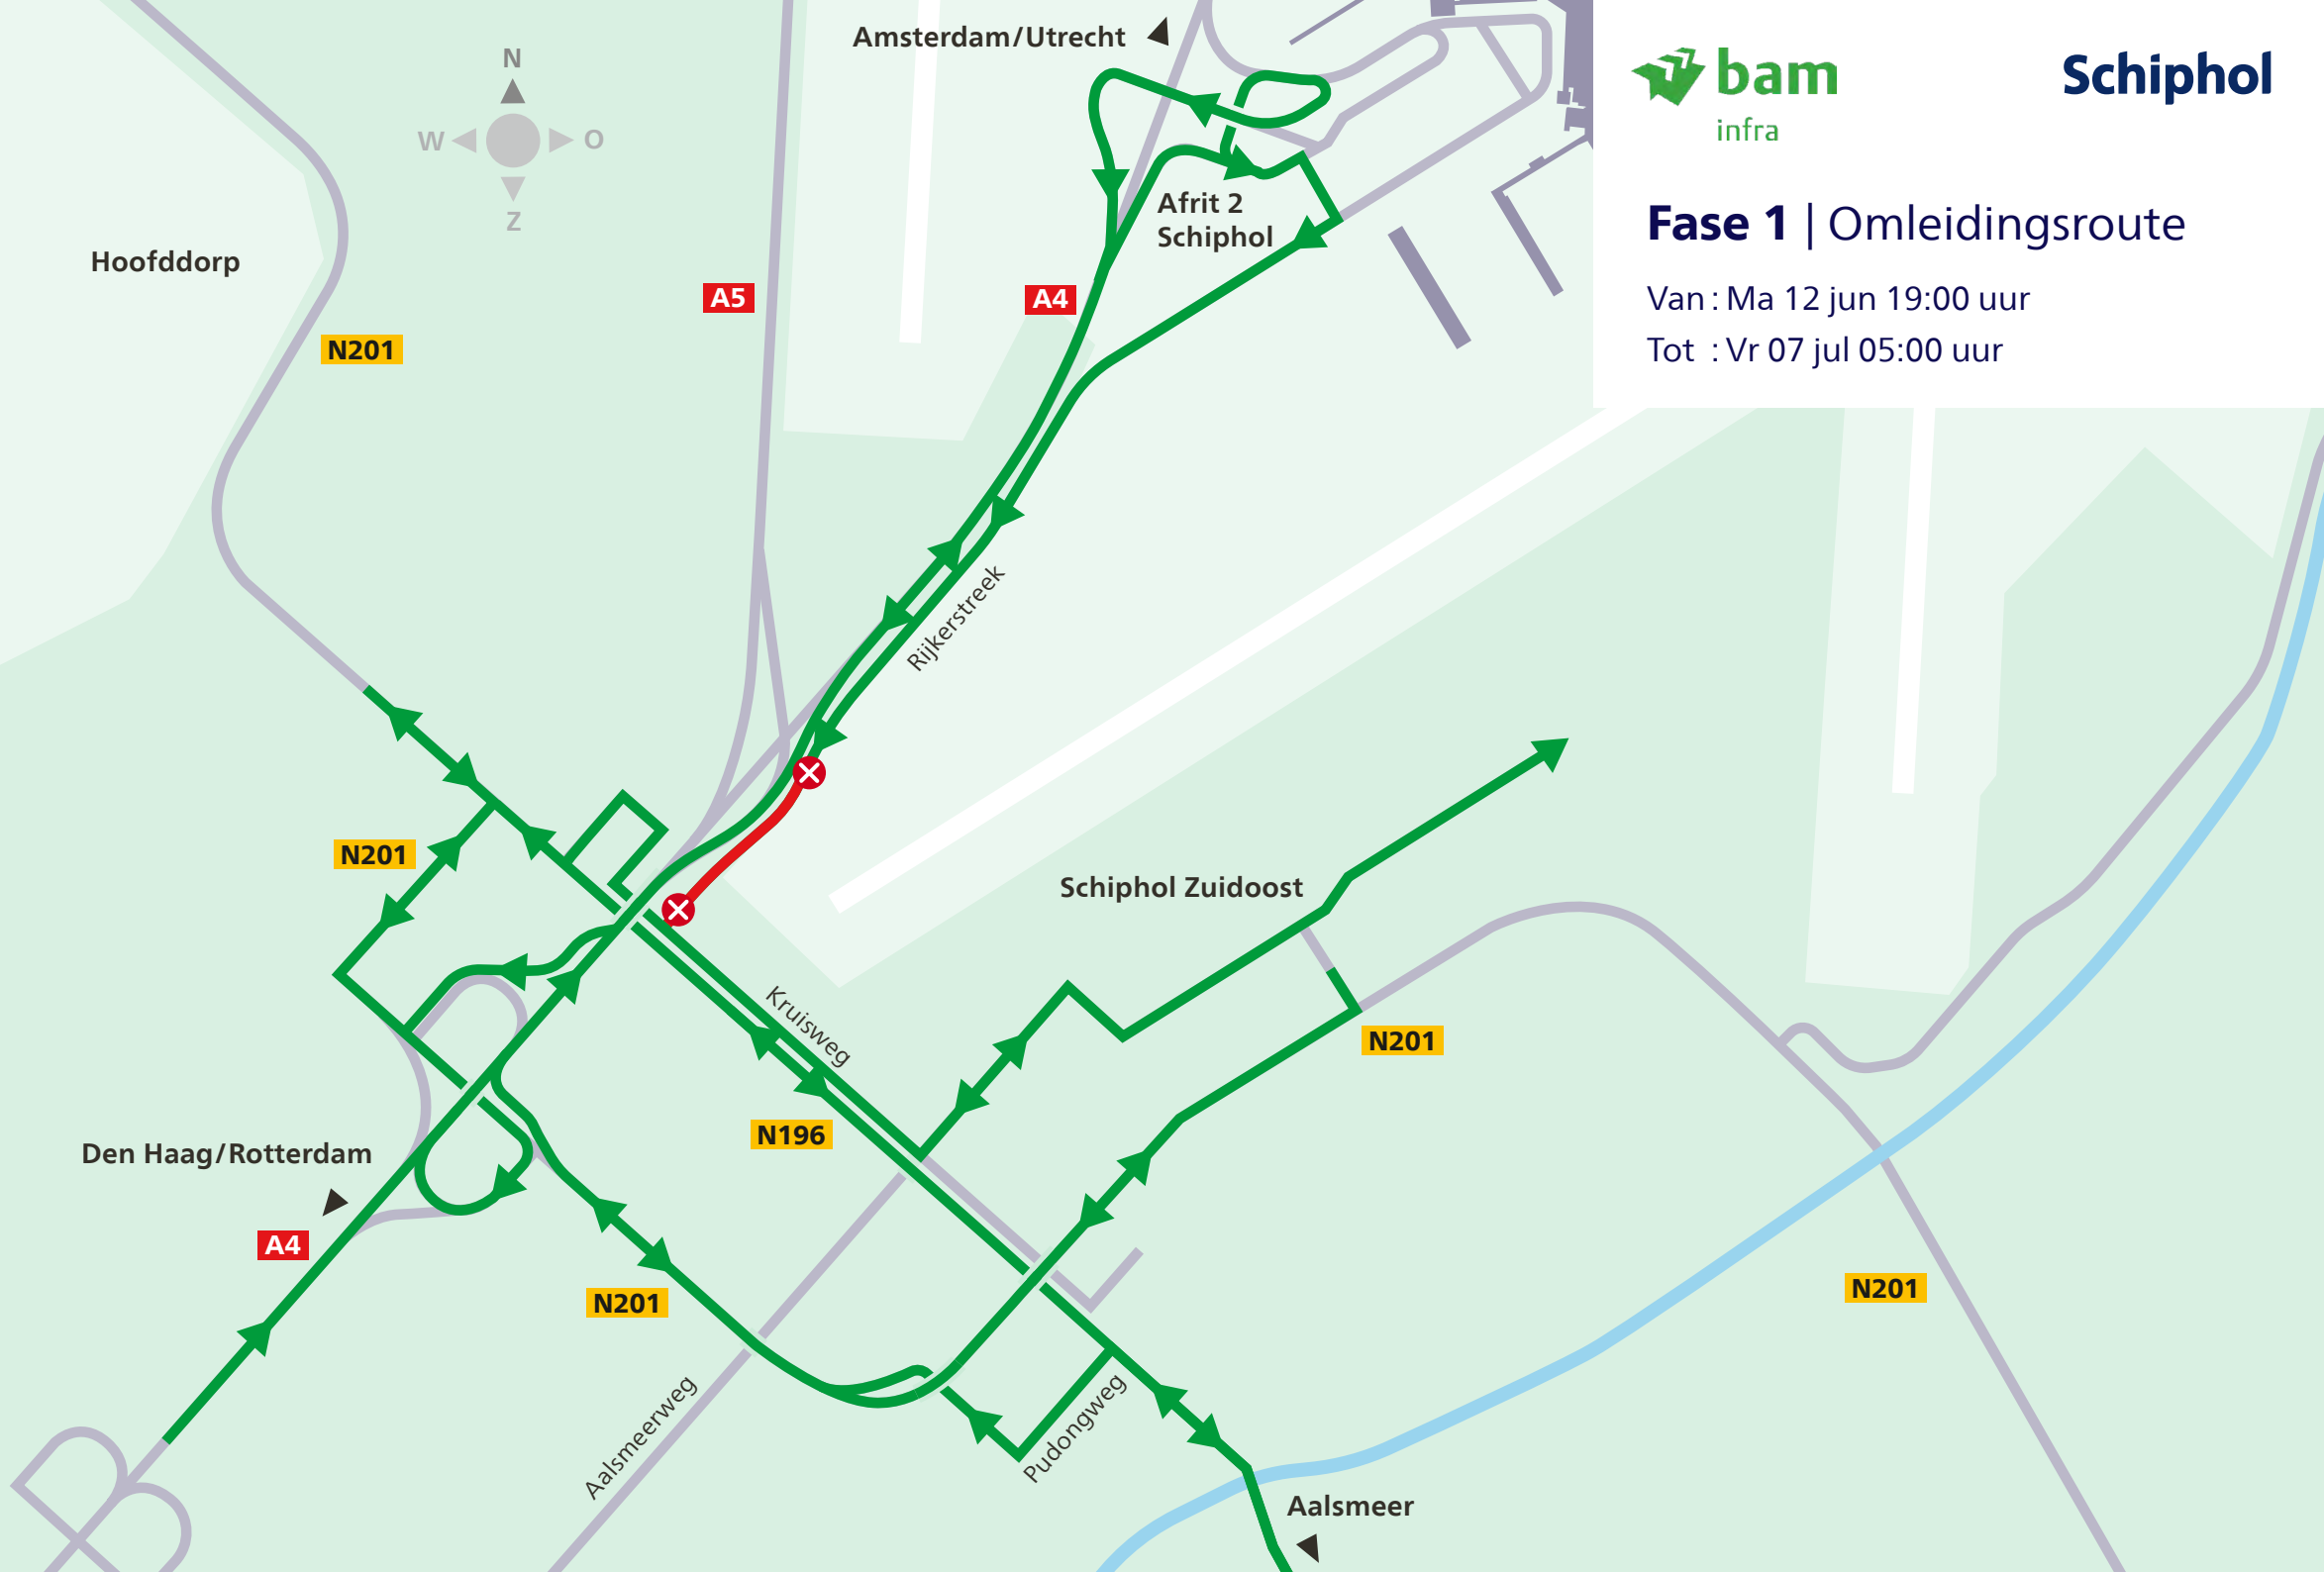 Amsterdam/Utrecht
N
W
O
Z
bam
infra
Schiphol
Fase 1 | Omleidingsroute
Van : Ma 12 jun 19:00 uur
Tot : Vr 07 jul 05:00 uur
Afrit 2
Schiphol
Hoofddorp
A5
A4
N201
Rijkerstreek
N201
Schiphol Zuidoost
Kruisweg
N201
N196
Den Haag/Rotterdam
A4
N201
N201
Aalsmeerweg
Pudongweg
Aalsmeer